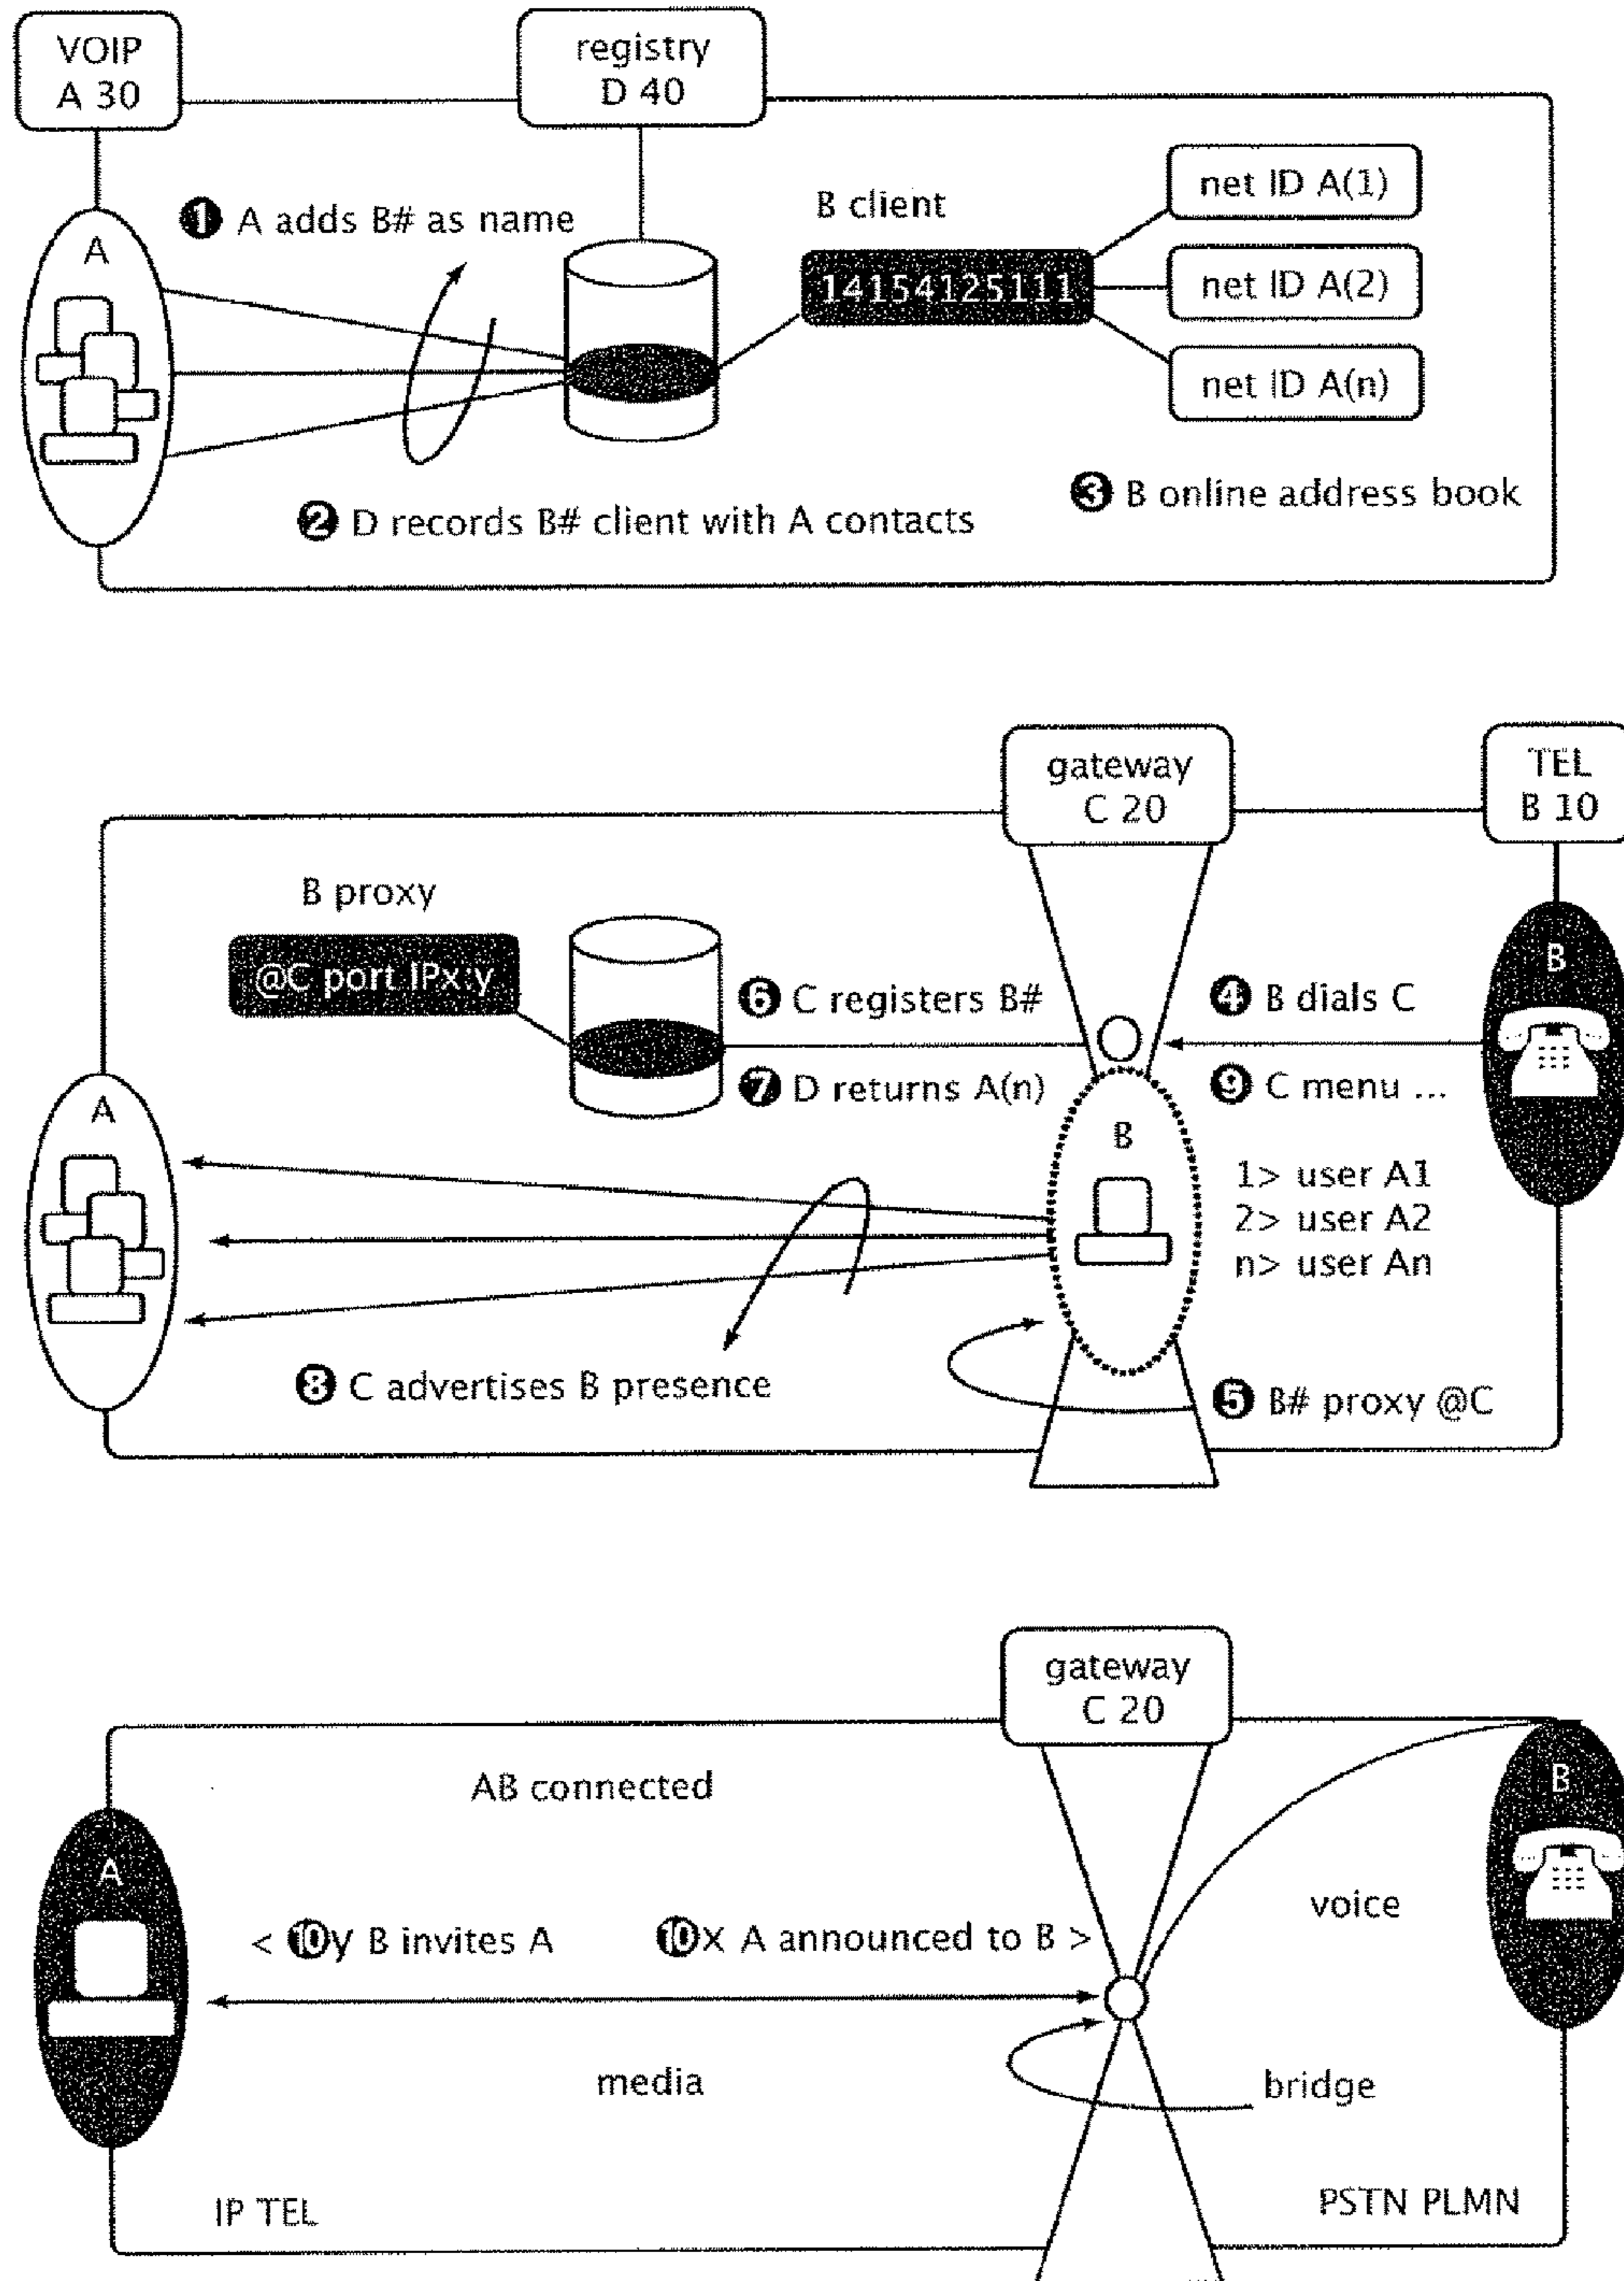 VOIP
A 30
registry
D 40
A
❶ A adds B# as name
B client
14154125111
net ID A(1)
net ID A(2)
net ID A(n)
❷ D records B# client with A contacts
❸ B online address book
gateway
C 20
TEL
B 10
B proxy
@C port IPx:y
❻ C registers B#
❹ B dials C
B
❼ D returns A(n)
❾ C menu ...
A
B
1> user A1
2> user A2
n> user An
❽ C advertises B presence
❺ B# proxy @C
gateway
C 20
AB connected
B
A
voice
< ❿y B invites A
❿x A announced to B >
media
bridge
IP TEL
PSTN PLMN